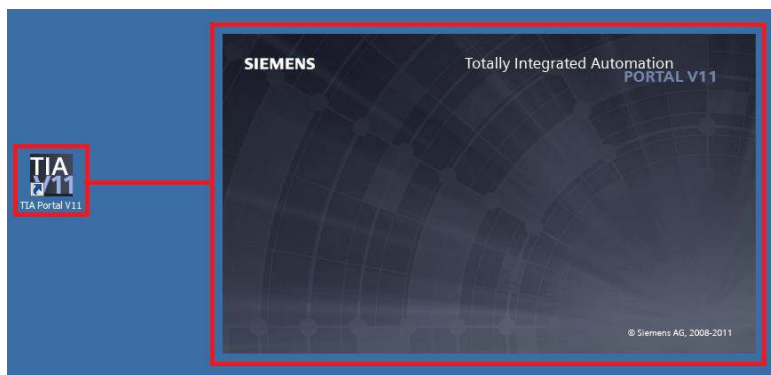 SIEMENS
Totally Integrated Automation
PORTAL V11
TIA
V11
TIA Portal V11
© Siemens AG, 2008-2011